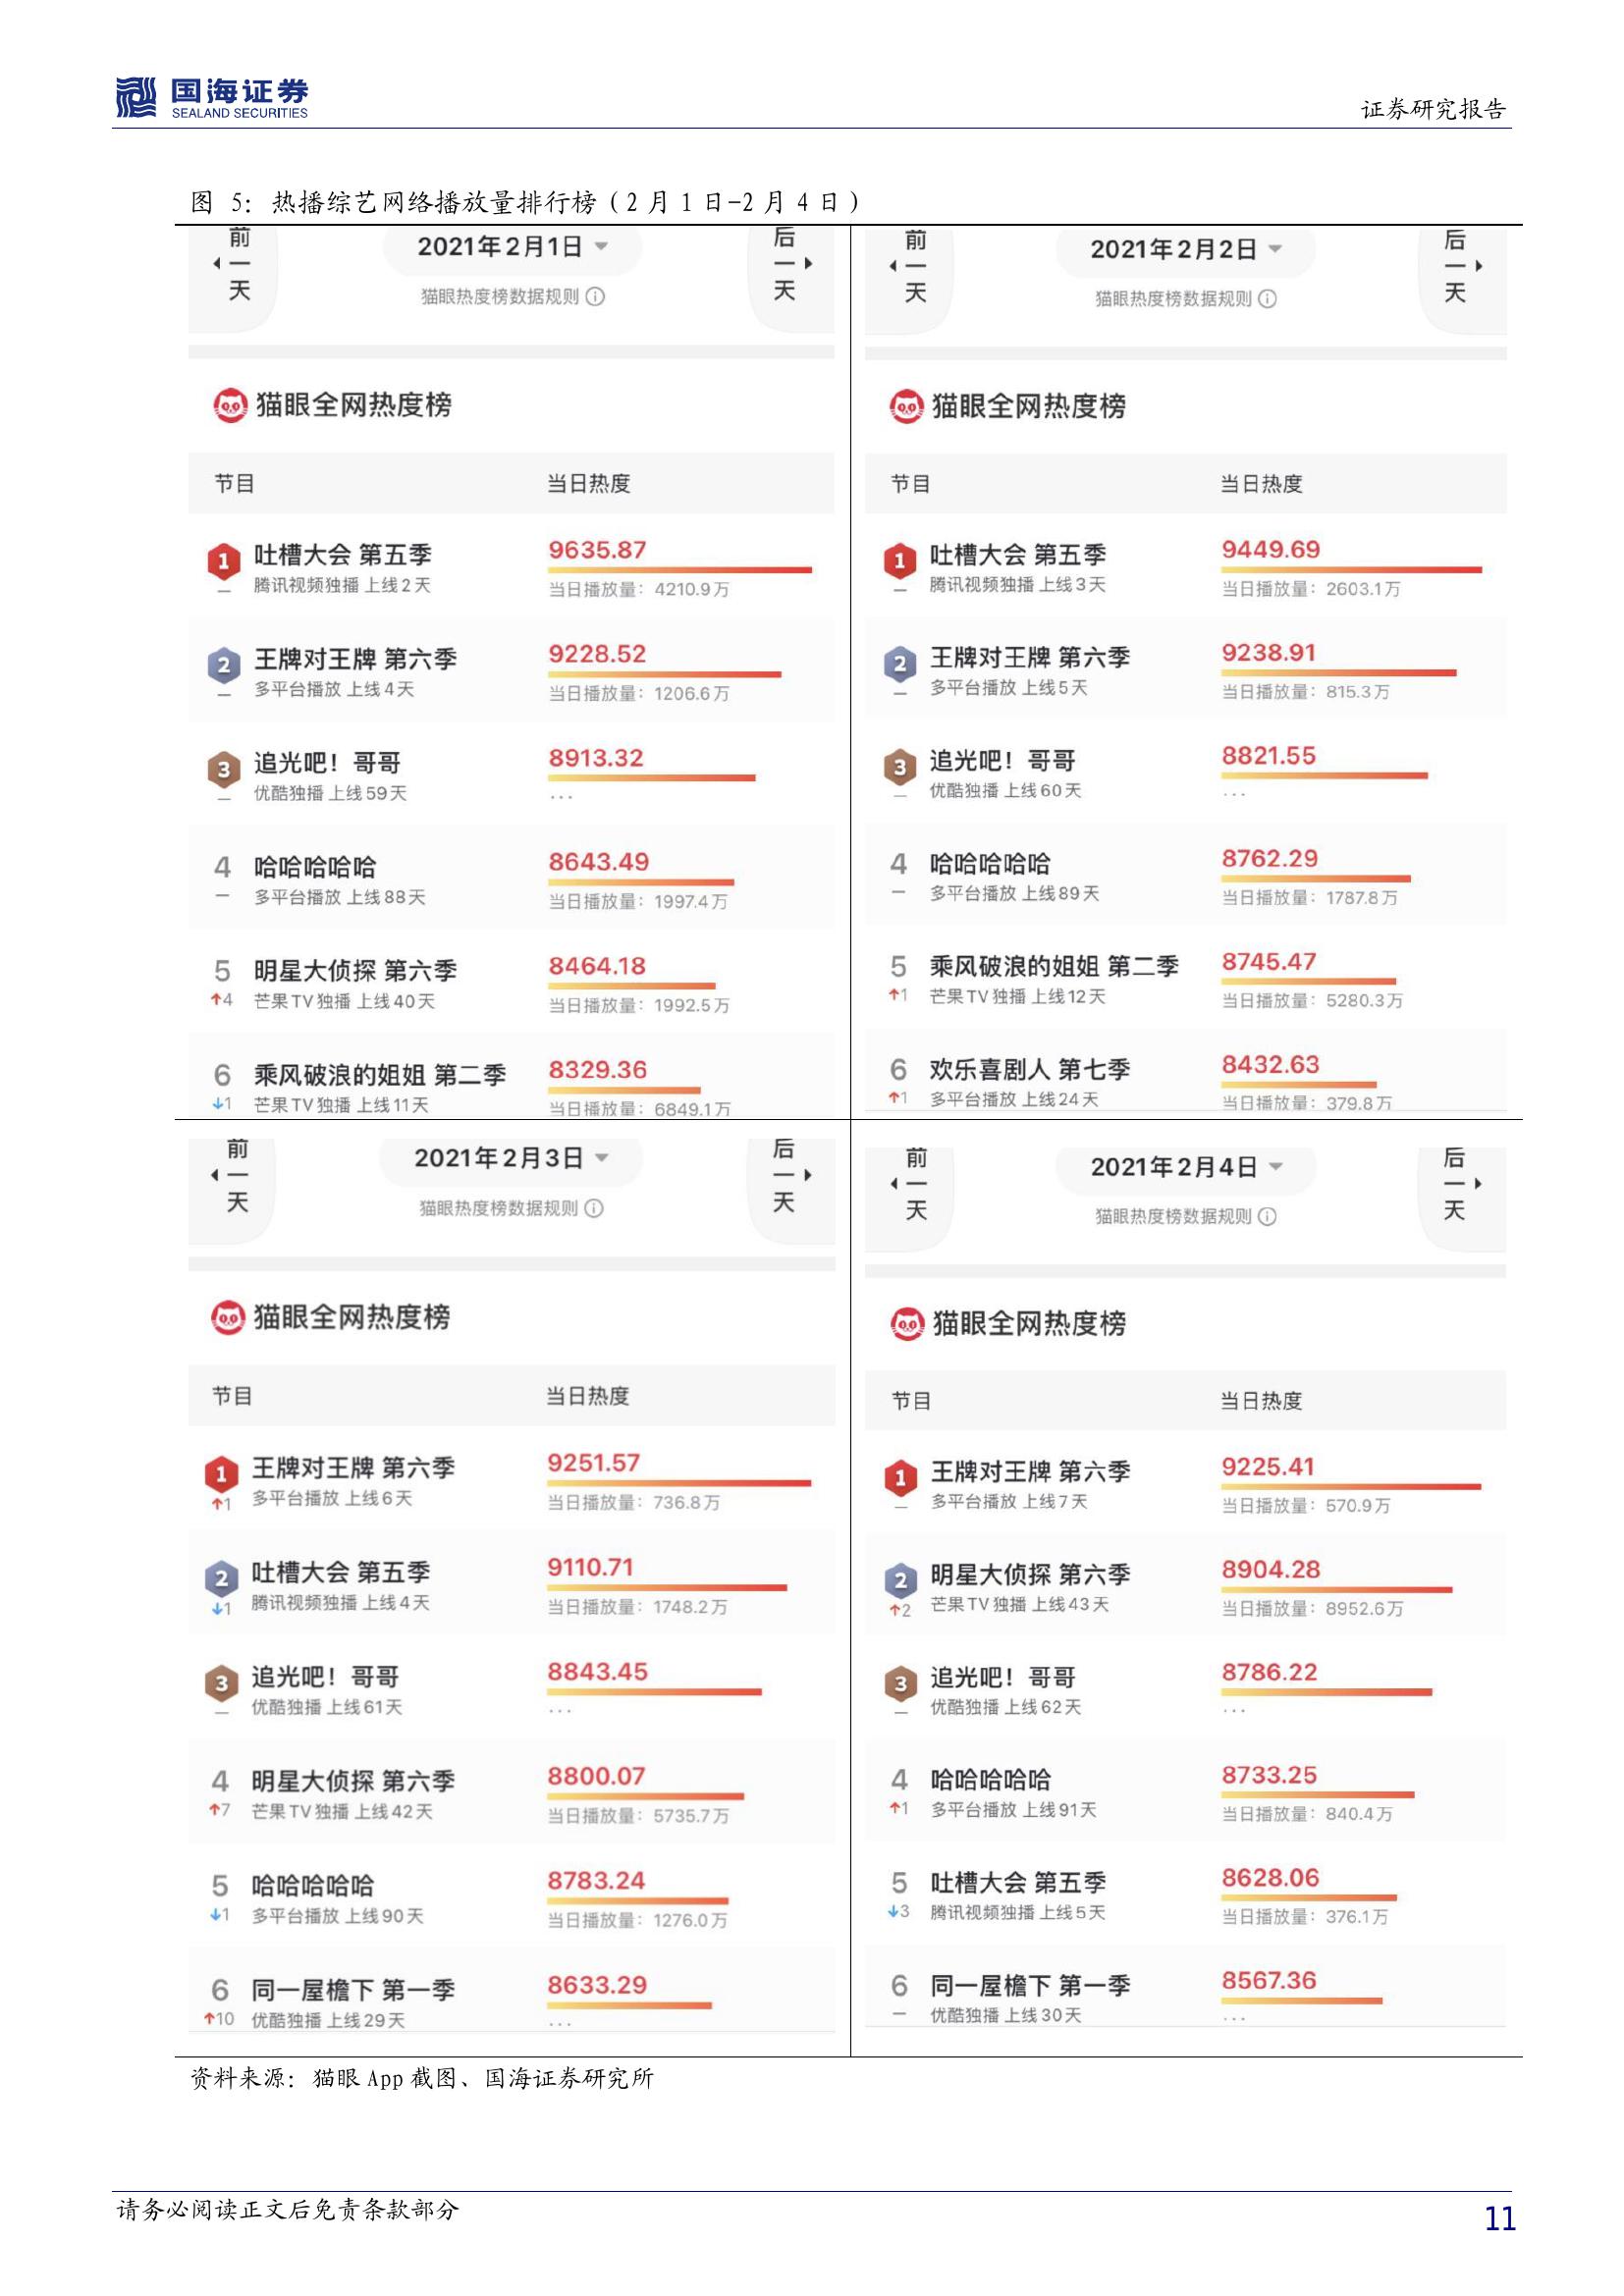 国海证券
SEALAND SECURITIES
证券研究报告
图 5：热播综艺网络播放量排行榜（2 月 1 日-2 月 4 日）
前一天
2021年2月1日
后一天
猫眼热度榜数据规则
猫眼全网热度榜
节目 当日热度
1 吐槽大会 第五季 9635.87
— 腾讯视频独播 上线2天 当日播放量：4210.9万
2 王牌对王牌 第六季 9228.52
— 多平台播放 上线4天 当日播放量：1206.6万
3 追光吧！哥哥 8913.32
— 优酷独播 上线59天 ...
4 哈哈哈哈哈 8643.49
— 多平台播放 上线88天 当日播放量：1997.4万
5 明星大侦探 第六季 8464.18
↑4 芒果TV独播 上线40天 当日播放量：1992.5万
6 乘风破浪的姐姐 第二季 8329.36
↓1 芒果TV独播 上线11天 当日播放量：6849.1万
前一天
2021年2月2日
后一天
猫眼热度榜数据规则
猫眼全网热度榜
节目 当日热度
1 吐槽大会 第五季 9449.69
— 腾讯视频独播 上线3天 当日播放量：2603.1万
2 王牌对王牌 第六季 9238.91
— 多平台播放 上线5天 当日播放量：815.3万
3 追光吧！哥哥 8821.55
— 优酷独播 上线60天 ...
4 哈哈哈哈哈 8762.29
— 多平台播放 上线89天 当日播放量：1787.8万
5 乘风破浪的姐姐 第二季 8745.47
↑1 芒果TV独播 上线12天 当日播放量：5280.3万
6 欢乐喜剧人 第七季 8432.63
↑1 多平台播放 上线24天 当日播放量：379.8万
前一天
2021年2月3日
后一天
猫眼热度榜数据规则
猫眼全网热度榜
节目 当日热度
1 王牌对王牌 第六季 9251.57
↑1 多平台播放 上线6天 当日播放量：736.8万
2 吐槽大会 第五季 9110.71
↓1 腾讯视频独播 上线4天 当日播放量：1748.2万
3 追光吧！哥哥 8843.45
— 优酷独播 上线61天 ...
4 明星大侦探 第六季 8800.07
↑7 芒果TV独播 上线42天 当日播放量：5735.7万
5 哈哈哈哈哈 8783.24
↓1 多平台播放 上线90天 当日播放量：1276.0万
6 同一屋檐下 第一季 8633.29
↑10 优酷独播 上线29天 ...
前一天
2021年2月4日
后一天
猫眼热度榜数据规则
猫眼全网热度榜
节目 当日热度
1 王牌对王牌 第六季 9225.41
— 多平台播放 上线7天 当日播放量：570.9万
2 明星大侦探 第六季 8904.28
↑2 芒果TV独播 上线43天 当日播放量：8952.6万
3 追光吧！哥哥 8786.22
— 优酷独播 上线62天 ...
4 哈哈哈哈哈 8733.25
↑1 多平台播放 上线91天 当日播放量：840.4万
5 吐槽大会 第五季 8628.06
↓3 腾讯视频独播 上线5天 当日播放量：376.1万
6 同一屋檐下 第一季 8567.36
— 优酷独播 上线30天 ...
资料来源：猫眼 App 截图、国海证券研究所
请务必阅读正文后免责条款部分
11